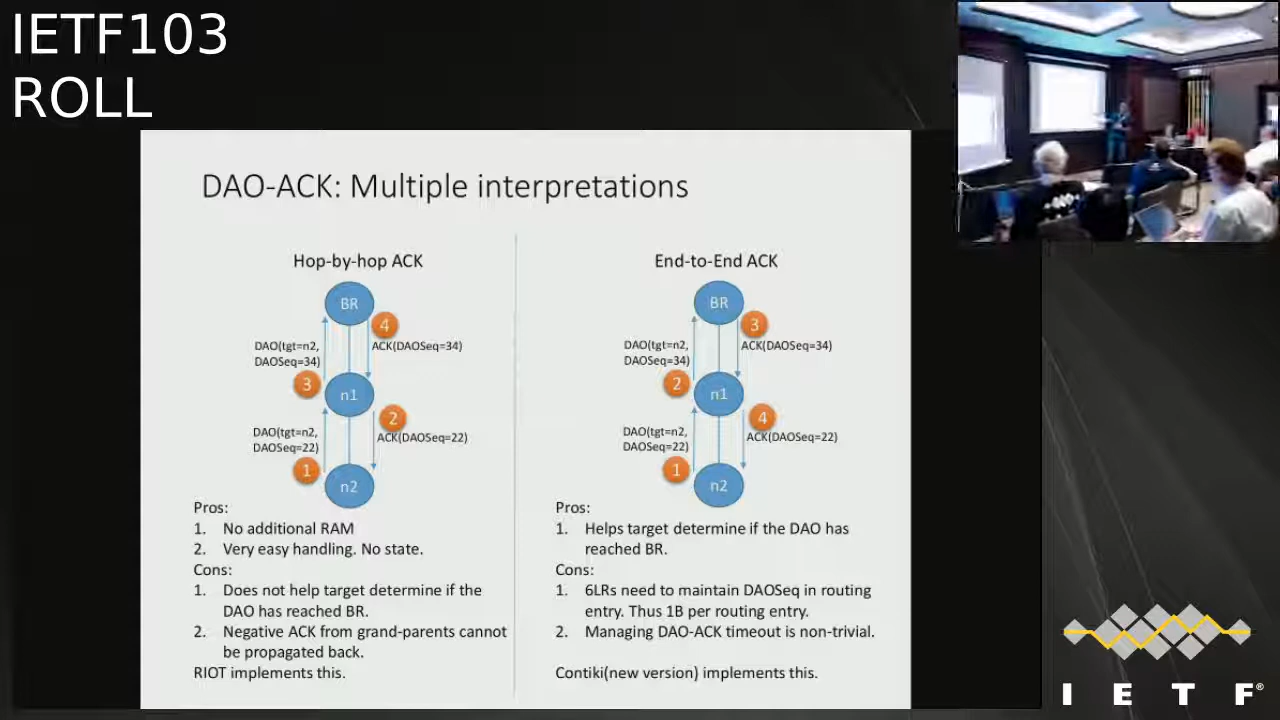 IETF103
ROLL
DAO-ACK: Multiple interpretations
Hop-by-hop ACK
BR
4
DAO(tgt=n2,
DAOSeq=34)
ACK(DAOSeq=34)
3
n1
2
DAO(tgt=n2,
DAOSeq=22)
ACK(DAOSeq=22)
1
n2
Pros:
1. No additional RAM
2. Very easy handling. No state.
Cons:
1. Does not help target determine if the
DAO has reached BR.
2. Negative ACK from grand-parents cannot
be propagated back.
RIOT implements this.
End-to-End ACK
BR
3
DAO(tgt=n2,
DAOSeq=34)
ACK(DAOSeq=34)
2
n1
4
DAO(tgt=n2,
DAOSeq=22)
ACK(DAOSeq=22)
1
n2
Pros:
1. Helps target determine if the DAO has
reached BR.
Cons:
1. 6LRs need to maintain DAOSeq in routing
entry. Thus 1B per routing entry.
2. Managing DAO-ACK timeout is non-trivial.
Contiki(new version) implements this.
I E T F®